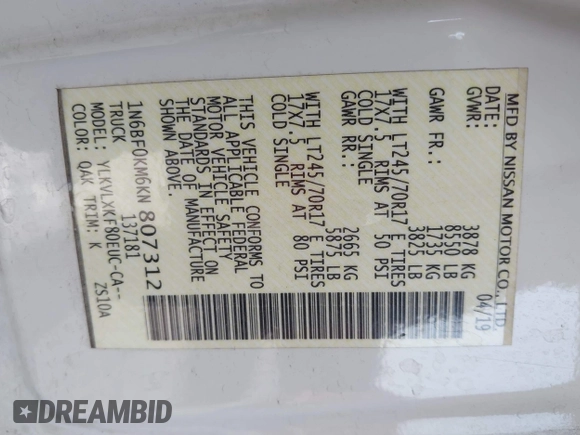 MFD BY NISSAN MOTOR CO., LTD
DATE: 04/19
GVWR: 3878 KG
8550 LB
GAWR FR: 1735 KG
3825 LB
WITH LT245/70R17 E TIRES
17X7.5 RIMS AT 50 PSI
COLD SINGLE
GAWR RR: 2665 KG
5875 LB
WITH LT245/70R17 E TIRES
17X7.5 RIMS AT 80 PSI
COLD SINGLE
THIS VEHICLE CONFORMS TO
ALL APPLICABLE FEDERAL
MOTOR VEHICLE SAFETY
STANDARDS IN EFFECT ON
THE DATE OF MANUFACTURE
SHOWN ABOVE.
1N6BF0KM6KN 807312
TRUCK 137181
MODEL: YLKVLXKF80EUC-CA--
COLOR: QAK TRIM: K ZS10A
DREAMBID